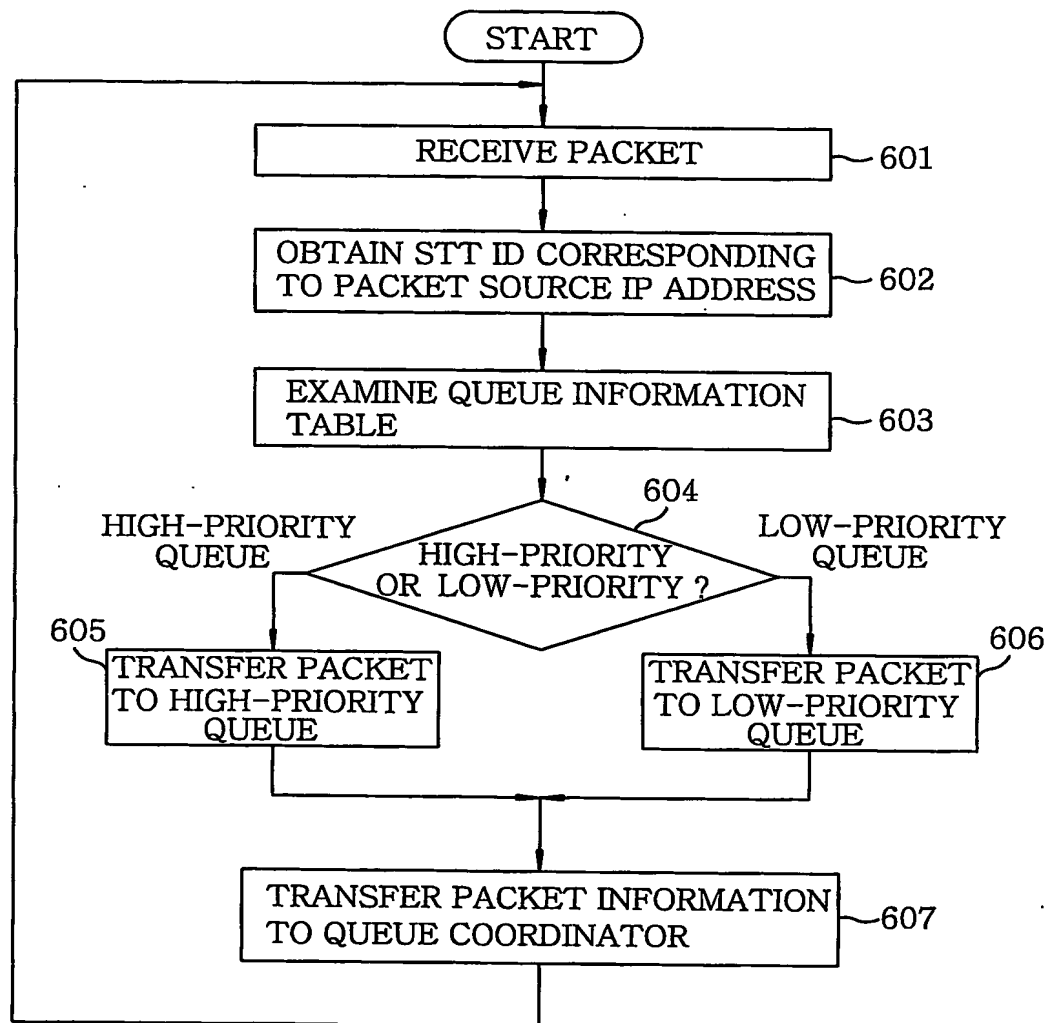 START
RECEIVE PACKET
601
OBTAIN STT ID CORRESPONDING
TO PACKET SOURCE IP ADDRESS
602
EXAMINE QUEUE INFORMATION
TABLE
603
604
HIGH-PRIORITY
QUEUE
HIGH-PRIORITY
OR LOW-PRIORITY ?
LOW-PRIORITY
QUEUE
605
TRANSFER PACKET
TO HIGH-PRIORITY
QUEUE
606
TRANSFER PACKET
TO LOW-PRIORITY
QUEUE
TRANSFER PACKET INFORMATION
TO QUEUE COORDINATOR
607